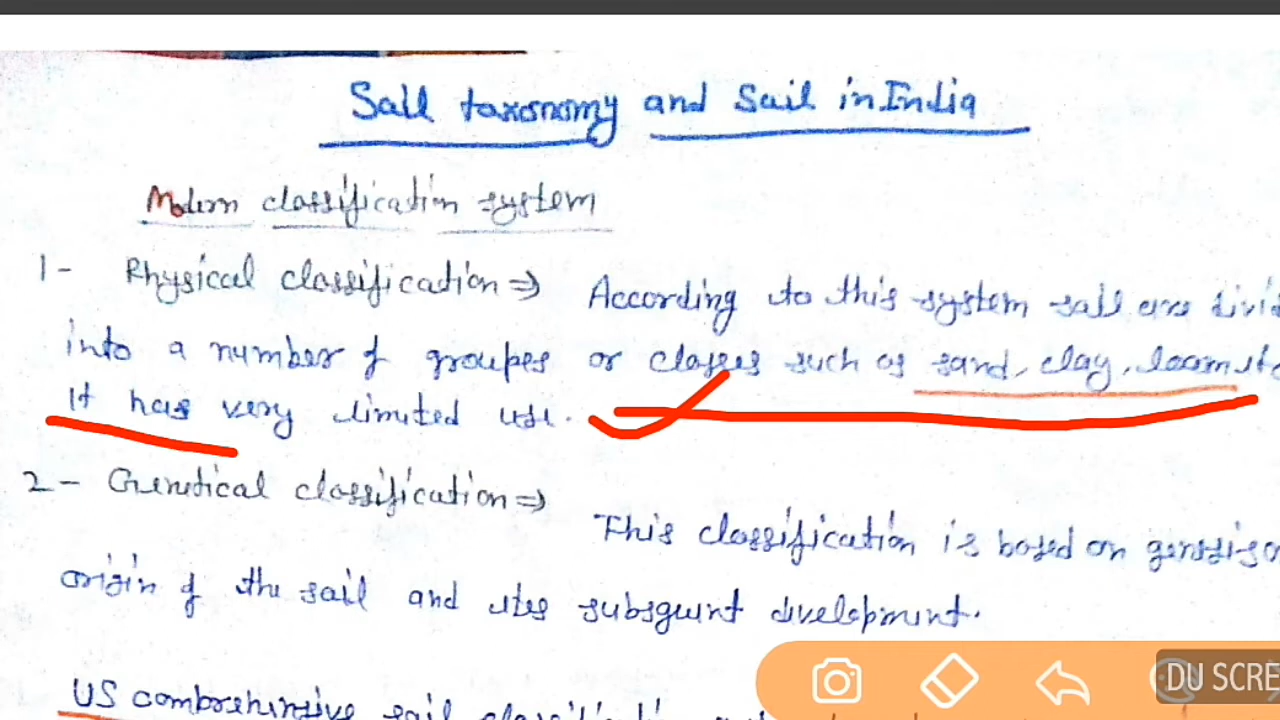 Soil taxonomy and Soil in India
Modern classification system
1- Physical classification ⇒ According to this system soil are
into a number of groupes or classes such as sand, clay, loam
It has very limited use.
2- Genetical classification ⇒
This classification is based on
origin of the soil and its subsquent development.
US comprehensive soil
DU SCRE